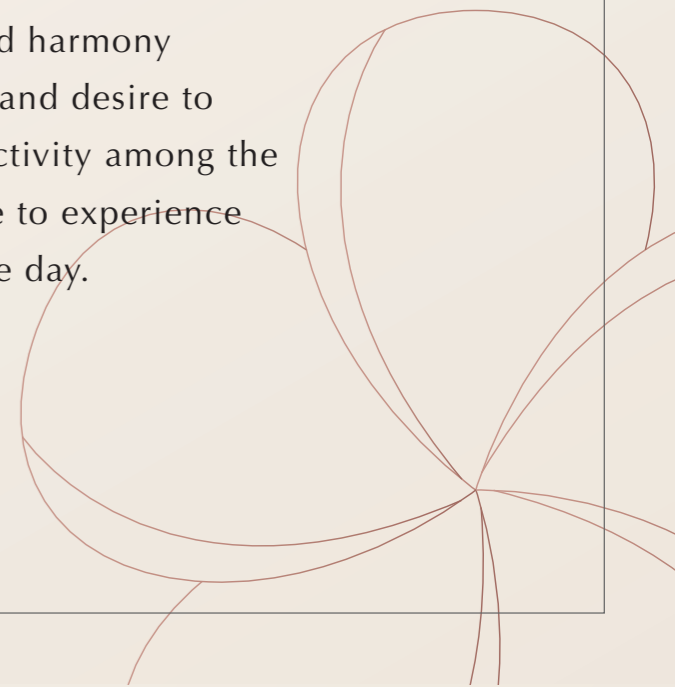 d harmony
and desire to
ctivity among the
e to experience
e day.